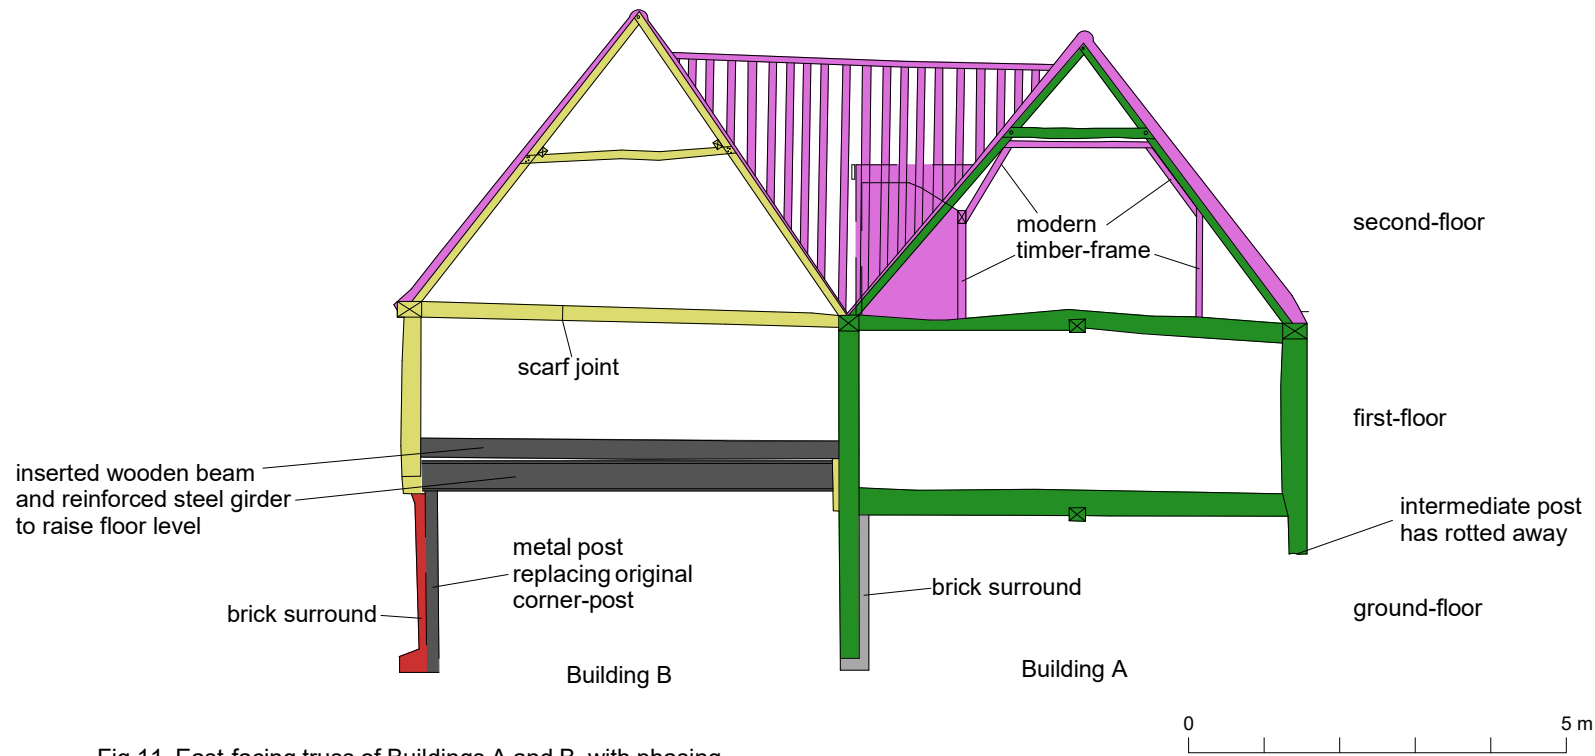 modern
timber-frame
second-floor
scarf joint
first-floor
inserted wooden beam
and reinforced steel girder
to raise floor level
intermediate post
has rotted away
metal post
replacing original
corner-post
brick surround
brick surround
ground-floor
Building B
Building A
0
5 m
Fig 11 East-facing truss of Buildings A and B, with phasing